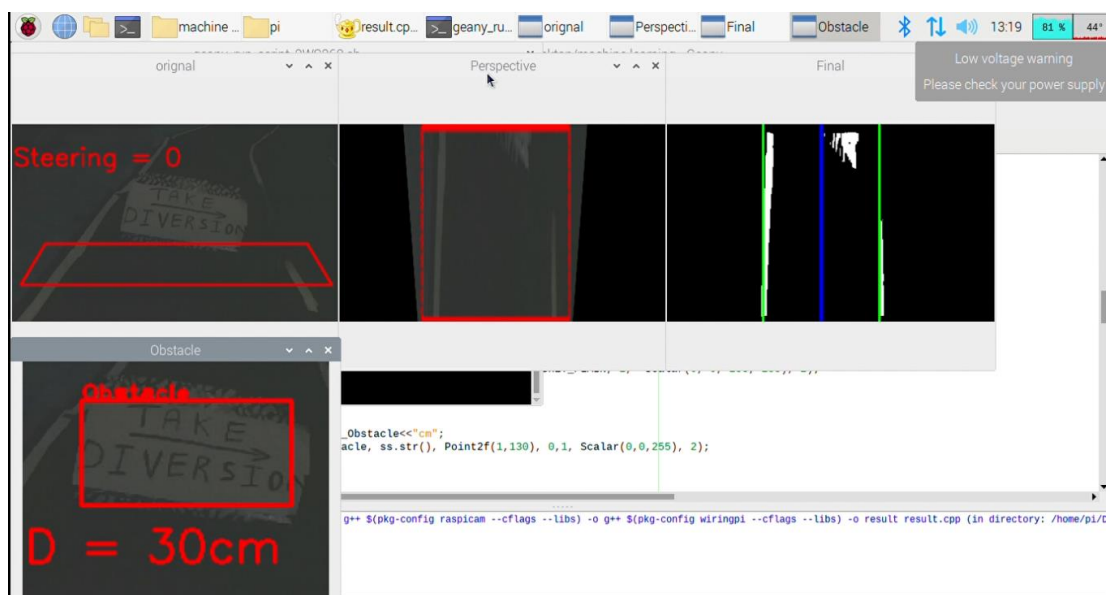 machine ...
pi
result.cp...
geany_ru...
orignal
Perspecti...
Final
Obstacle
13:19
81 %
44°
Low voltage warning
Please check your power supply
orignal
Perspective
Final
Steering = 0
TAKE
DIVERSION
Obstacle
Obstacle
TAKE
DIVERSION
D = 30cm
_Obstacle<<"cm";
acle, ss.str(), Point2f(1,130), 0,1, Scalar(0,0,255), 2);
g++ $(pkg-config raspicam --cflags --libs) -o g++ $(pkg-config wiringpi --cflags --libs) -o result result.cpp (in directory: /home/pi/D